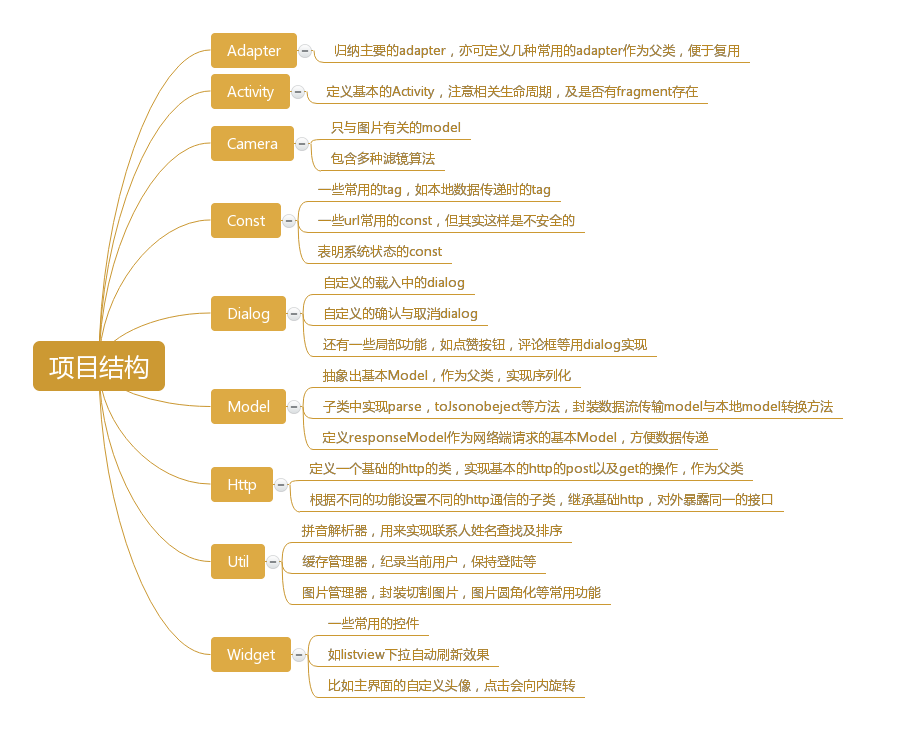 项目结构
Adapter
归纳主要的adapter，亦可定义几种常用的adapter作为父类，便于复用
Activity
定义基本的Activity，注意相关生命周期，及是否有fragment存在
Camera
只与图片有关的model
包含多种滤镜算法
Const
一些常用的tag，如本地数据传递时的tag
一些url常用的const，但其实这样是不安全的
表明系统状态的const
Dialog
自定义的载入中的dialog
自定义的确认与取消dialog
还有一些局部功能，如点赞按钮，评论框等用dialog实现
Model
抽象出基本Model，作为父类，实现序列化
子类中实现parse，toJsonobeject等方法，封装数据流传输model与本地model转换方法
定义responseModel作为网络端请求的基本Model，方便数据传递
Http
定义一个基础的http的类，实现基本的http的post以及get的操作，作为父类
根据不同的功能设置不同的http通信的子类，继承基础http，对外暴露同一的接口
Util
拼音解析器，用来实现联系人姓名查找及排序
缓存管理器，纪录当前用户，保持登陆等
图片管理器，封装切割图片，图片圆角化等常用功能
Widget
一些常用的控件
如listview下拉自动刷新效果
比如主界面的自定义头像，点击会向内旋转